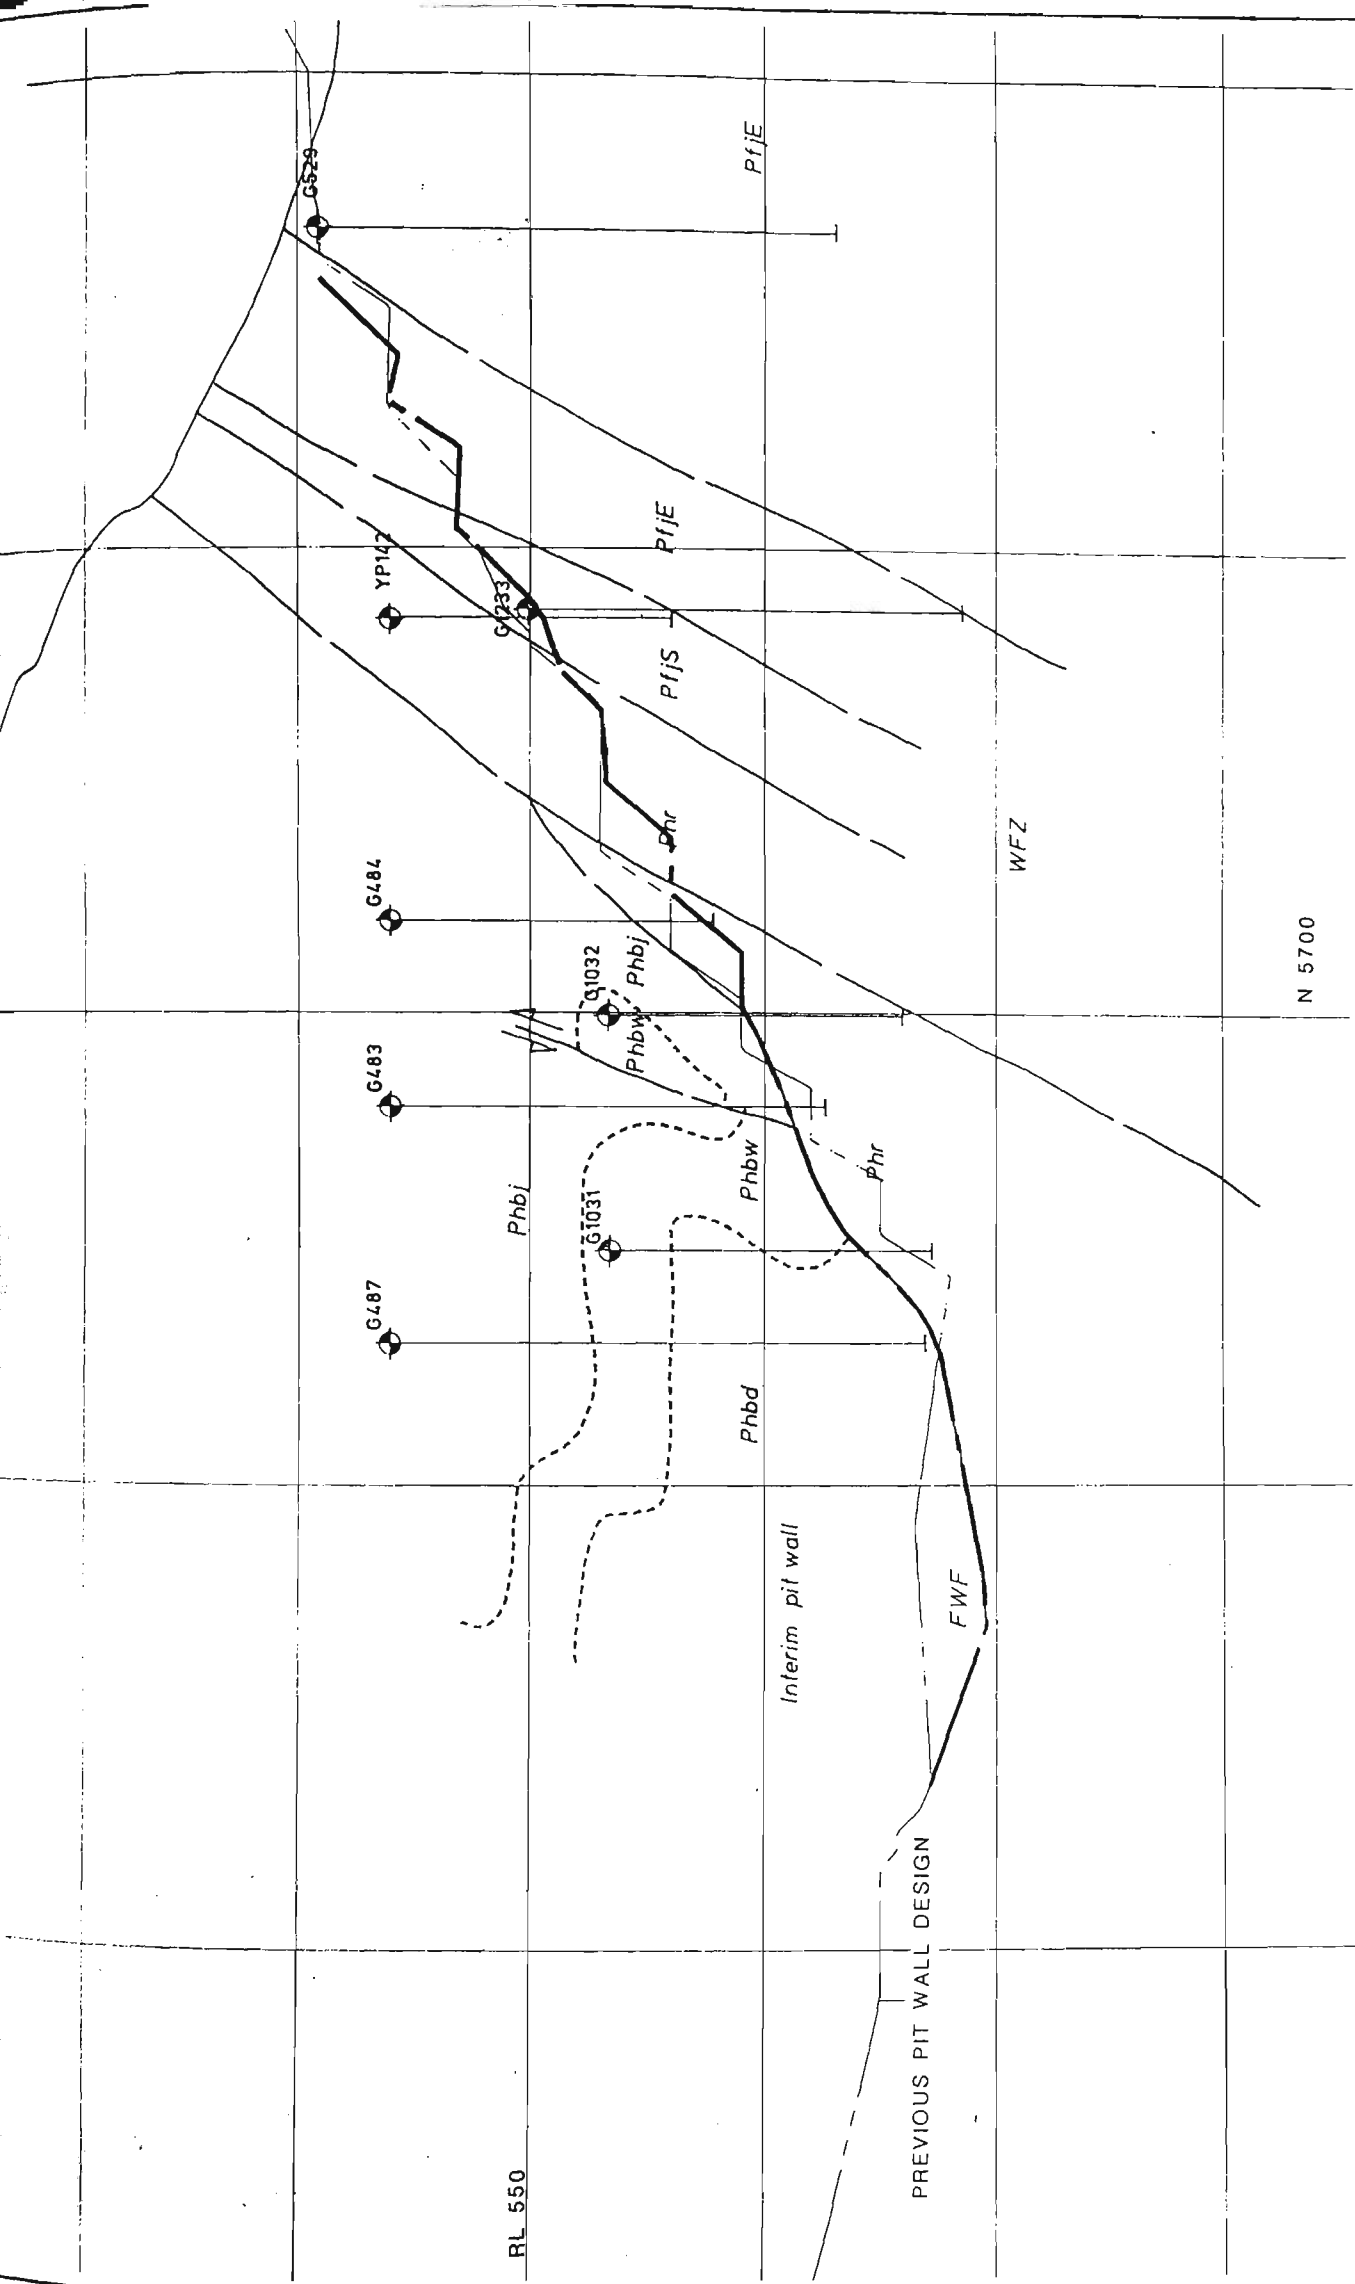 G529
PfjE
YP142
G1233
PfjE
PfjS
G484
Phr
WFZ
G1032
Phbj
Phbw
G483
N 5700
Phbj
G1031
Phbw
Phr
G487
Phbd
Interim pit wall
FWF
PREVIOUS PIT WALL DESIGN
RL 550